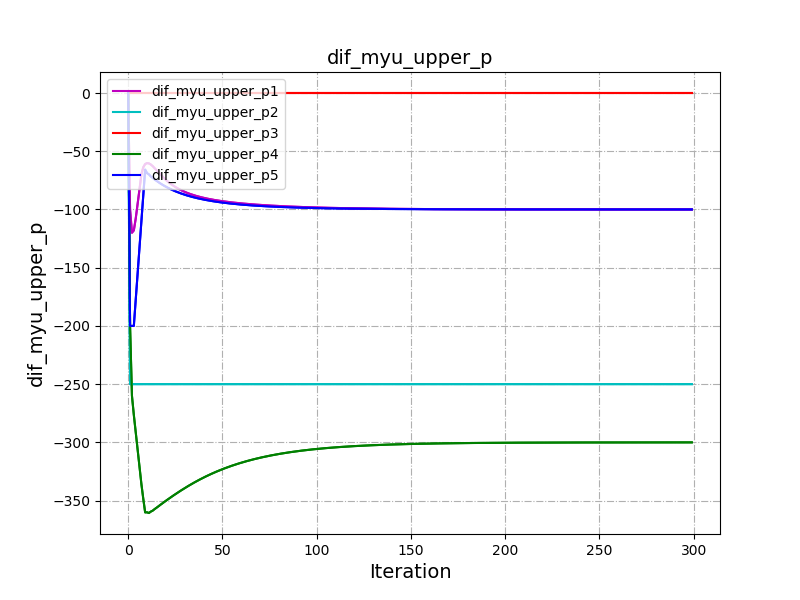 dif_myu_upper_p
dif_myu_upper_p1
dif_myu_upper_p2
dif_myu_upper_p3
dif_myu_upper_p4
dif_myu_upper_p5
dif_myu_upper_p
0
−50
−100
−150
−200
−250
−300
−350
0
50
100
150
200
250
300
Iteration